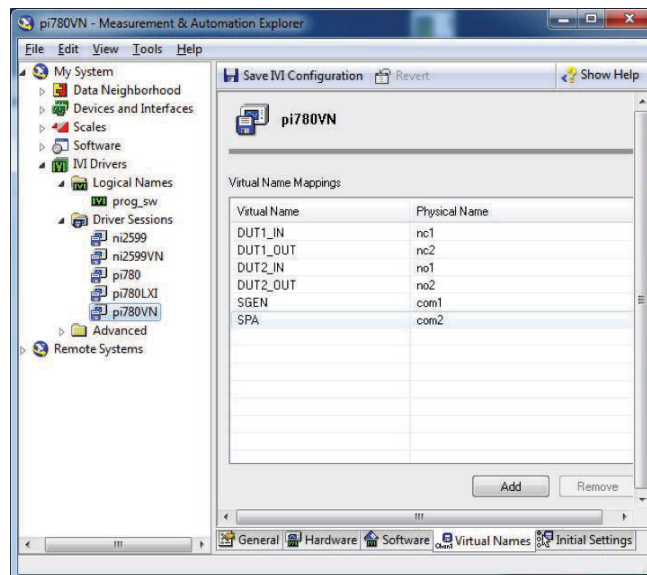 pi780VN - Measurement & Automation Explorer
File Edit View Tools Help
My System
Data Neighborhood
Devices and Interfaces
Scales
Software
IVI Drivers
Logical Names
IVI prog_sw
Driver Sessions
ni2599
ni2599VN
pi780
pi780LXI
pi780VN
Advanced
Remote Systems
Save IVI Configuration Revert Show Help
pi780VN
Virtual Name Mappings
Virtual Name Physical Name
DUT1_IN nc1
DUT1_OUT nc2
DUT2_IN no1
DUT2_OUT no2
SGEN com1
SPA com2
Add Remove
General Hardware Software Virtual Names Initial Settings